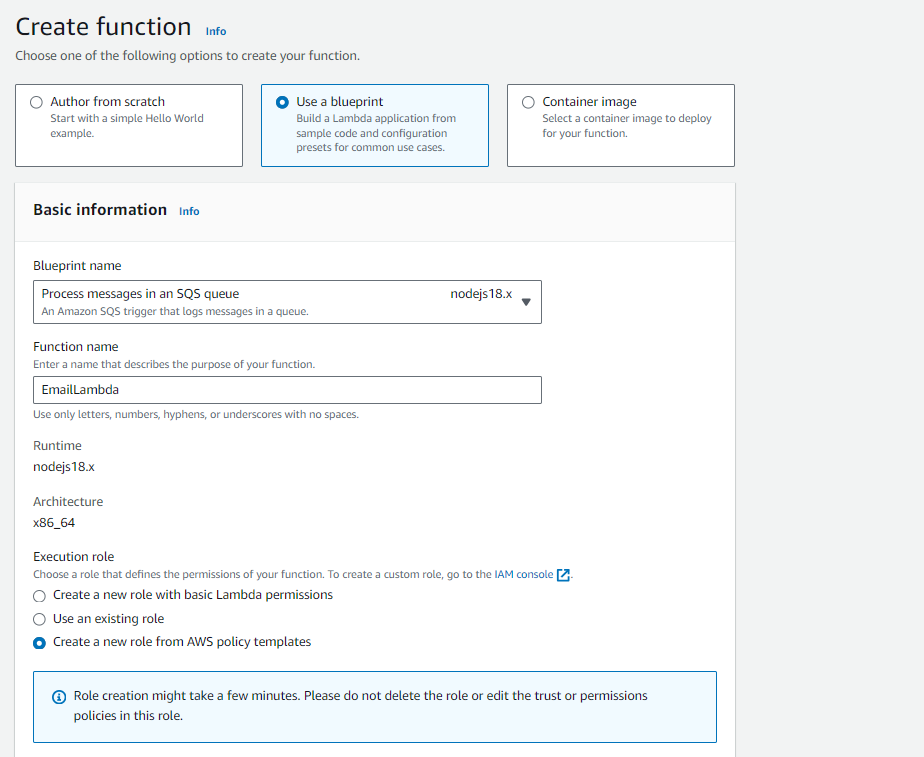 Create function Info
Choose one of the following options to create your function.
Author from scratch
Start with a simple Hello World
example.
Use a blueprint
Build a Lambda application from
sample code and configuration
presets for common use cases.
Container image
Select a container image to deploy
for your function.
Basic information Info
Blueprint name
Process messages in an SQS queue nodejs18.x
An Amazon SQS trigger that logs messages in a queue.
Function name
Enter a name that describes the purpose of your function.
EmailLambda
Use only letters, numbers, hyphens, or underscores with no spaces.
Runtime
nodejs18.x
Architecture
x86_64
Execution role
Choose a role that defines the permissions of your function. To create a custom role, go to the IAM console.
Create a new role with basic Lambda permissions
Use an existing role
Create a new role from AWS policy templates
Role creation might take a few minutes. Please do not delete the role or edit the trust or permissions
policies in this role.